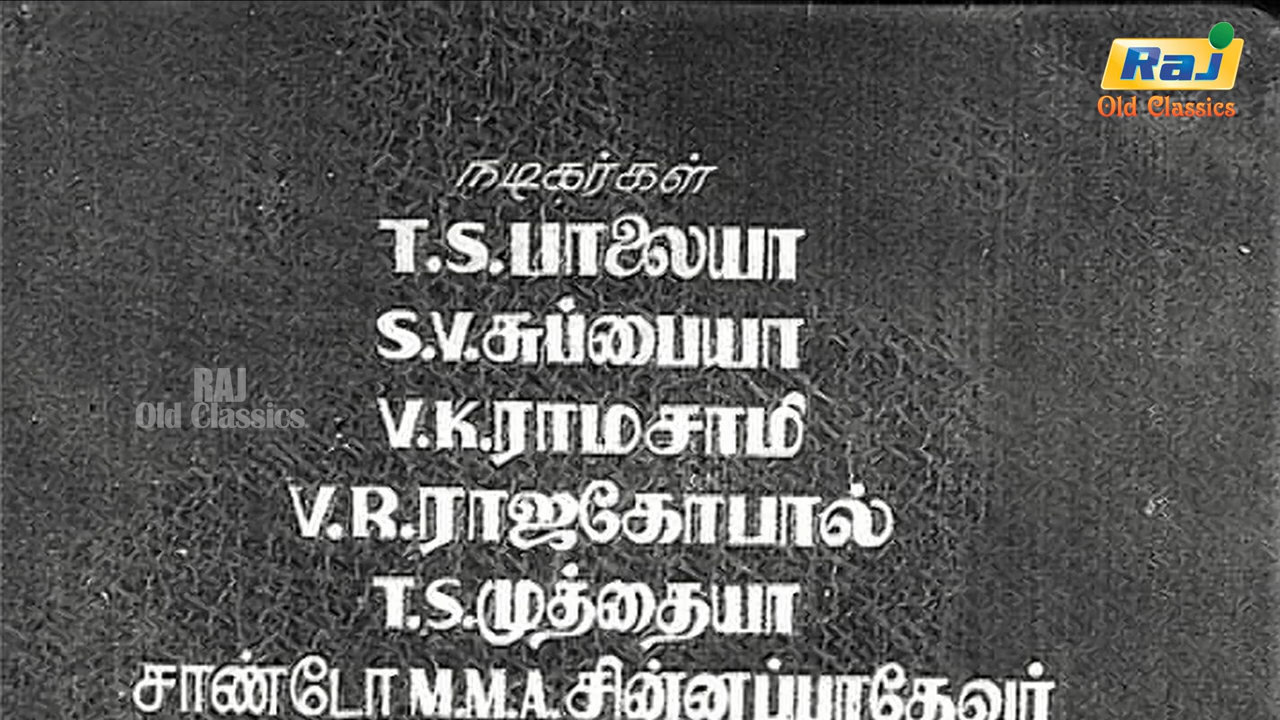 Raj
Old Classics
நடிகர்கள்
T.S.பாலையா
S.V.சுப்பையா
RAJ
Old Classics
V.K.ராமசாமி
V.R.ராஜகோபால்
T.S.முத்தையா
சாண்டோ M.M.A.சின்னப்பாதேவர்